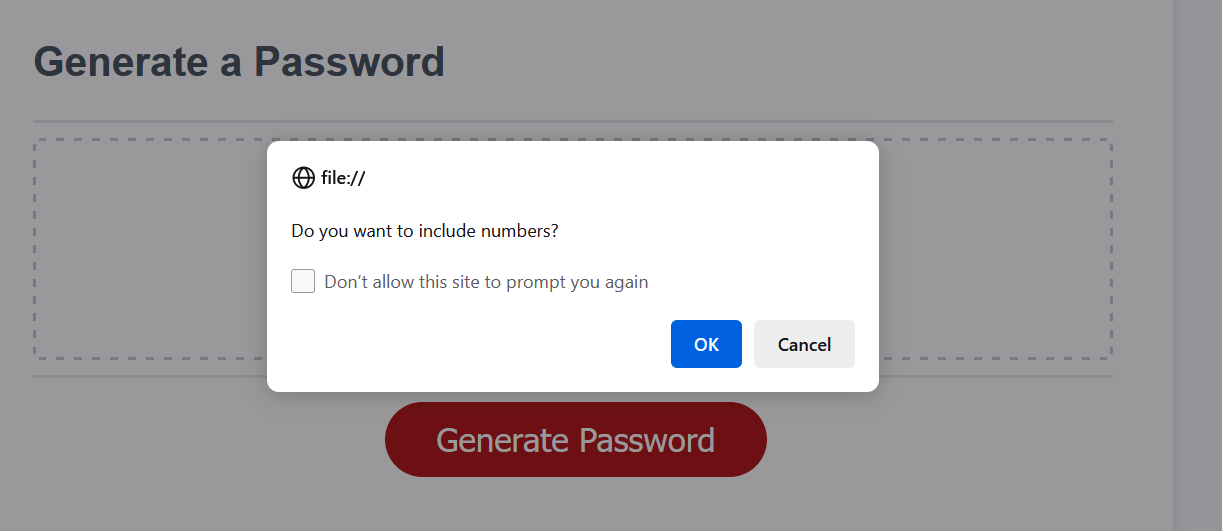 Generate a Password
file://
Do you want to include numbers?
Don’t allow this site to prompt you again
OK
Cancel
Generate Password